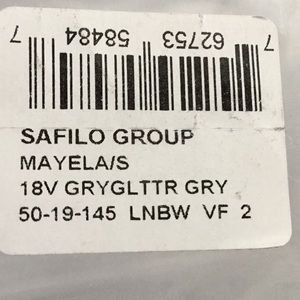 7 62753 58484 7
SAFILO GROUP
MAYELA/S
18V GRYGLTTR GRY
50-19-145 LNBW VF 2